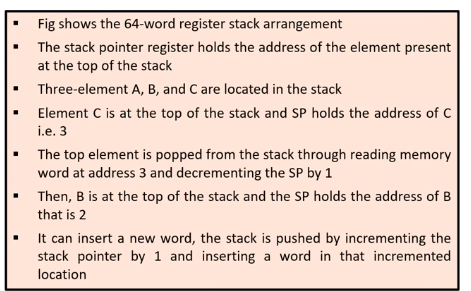 ▪ Fig shows the 64-word register stack arrangement
▪ The stack pointer register holds the address of the element present
at the top of the stack
▪ Three-element A, B, and C are located in the stack
▪ Element C is at the top of the stack and SP holds the address of C
i.e. 3
▪ The top element is popped from the stack through reading memory
word at address 3 and decrementing the SP by 1
▪ Then, B is at the top of the stack and the SP holds the address of B
that is 2
▪ It can insert a new word, the stack is pushed by incrementing the
stack pointer by 1 and inserting a word in that incremented
location